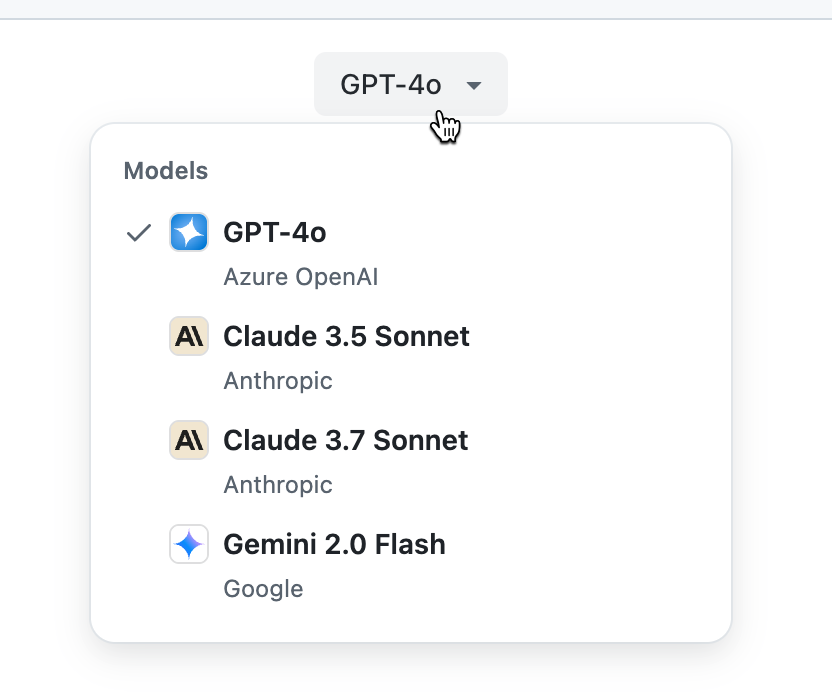 GPT-4o
Models
GPT-4o
Azure OpenAI
Claude 3.5 Sonnet
Anthropic
Claude 3.7 Sonnet
Anthropic
Gemini 2.0 Flash
Google